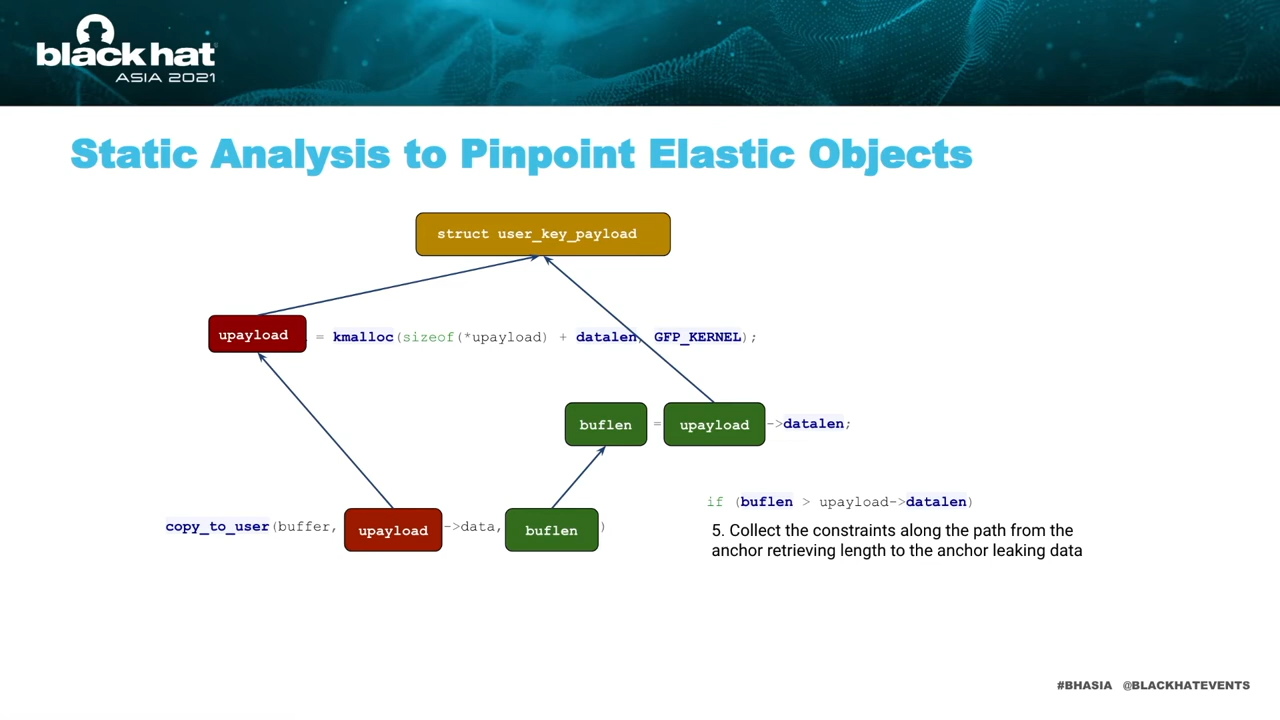 black hat
ASIA 2021
Static Analysis to Pinpoint Elastic Objects
struct user_key_payload
upayload = kmalloc(sizeof(*upayload) + datalen, GFP_KERNEL);
buflen = upayload->datalen;
if (buflen > upayload->datalen)
copy_to_user(buffer, upayload->data, buflen)
5. Collect the constraints along the path from the
anchor retrieving length to the anchor leaking data
#BHASIA @BLACKHATEVENTS